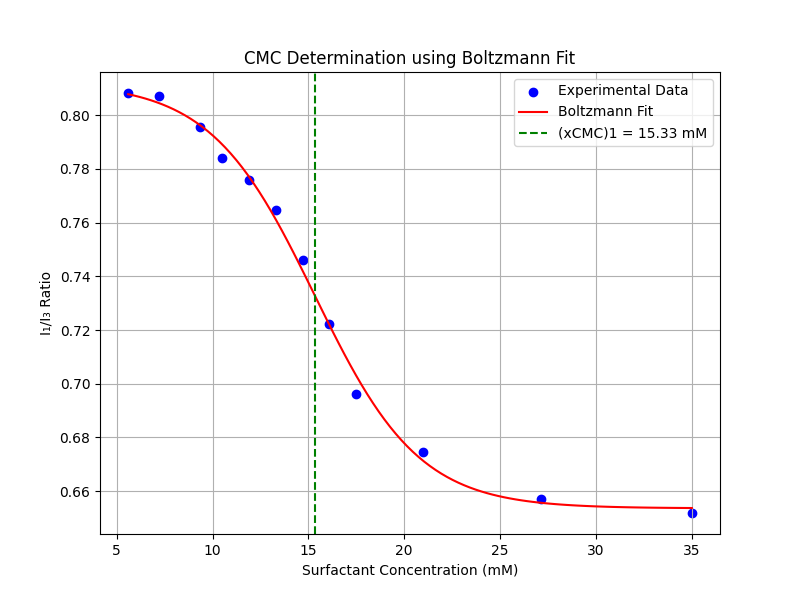 CMC Determination using Boltzmann Fit
Experimental Data
Boltzmann Fit
(xCMC)1 = 15.33 mM
I₁/I₃ Ratio
0.80
0.78
0.76
0.74
0.72
0.70
0.68
0.66
5 10 15 20 25 30 35
Surfactant Concentration (mM)